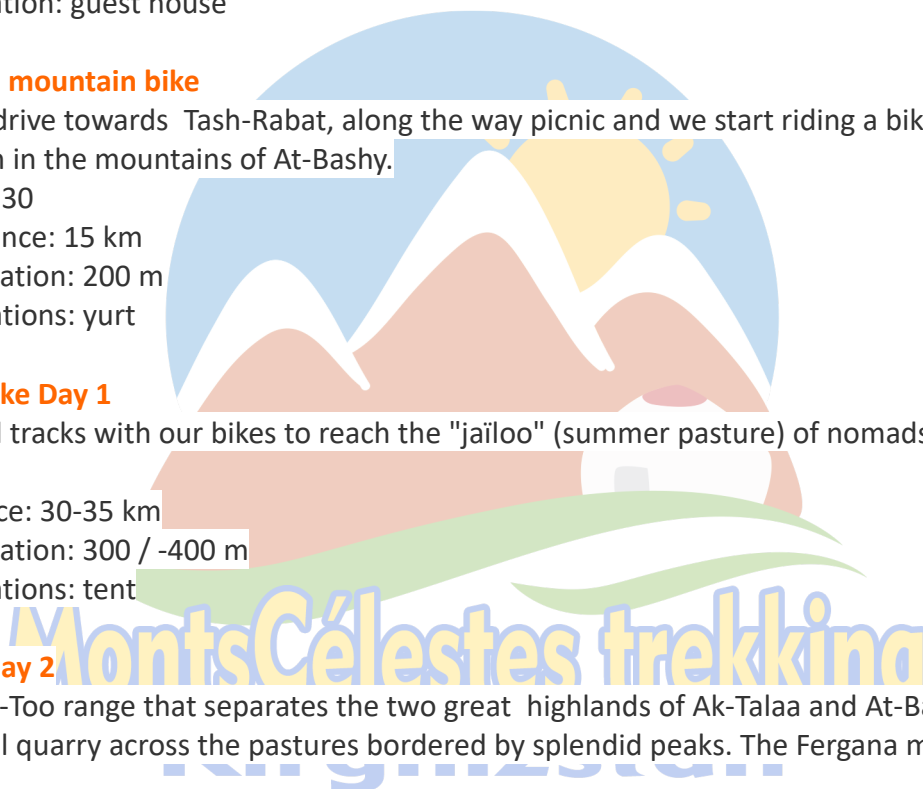 ation: guest house
mountain bike
drive towards Tash-Rabat, along the way picnic and we start riding a bik
n in the mountains of At-Bashy.
30
nce: 15 km
ation: 200 m
ations: yurt
ke Day 1
l tracks with our bikes to reach the "jaïloo" (summer pasture) of nomads
ce: 30-35 km
ation: 300 / -400 m
ations: tent
MontsCélestes trekking
ay 2
-Too range that separates the two great highlands of Ak-Talaa and At-Ba
l quarry across the pastures bordered by splendid peaks. The Fergana m